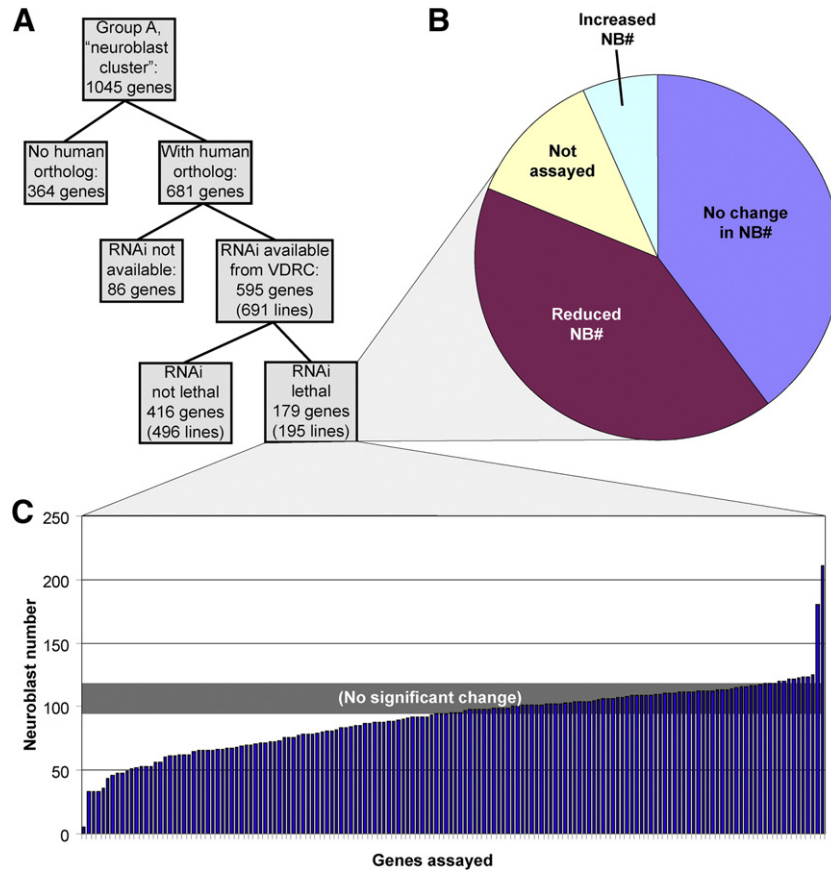 A
Group A,
“neuroblast
cluster”:
1045 genes
No human
ortholog:
364 genes
With human
ortholog:
681 genes
RNAi not
available:
86 genes
RNAi available
from VDRC:
595 genes
(691 lines)
RNAi
not lethal
416 genes
(496 lines)
RNAi
lethal
179 genes
(195 lines)
B
Increased
NB#
Not
assayed
No change
in NB#
Reduced
NB#
C
Neuroblast number
250
200
150
100
50
0
(No significant change)
Genes assayed